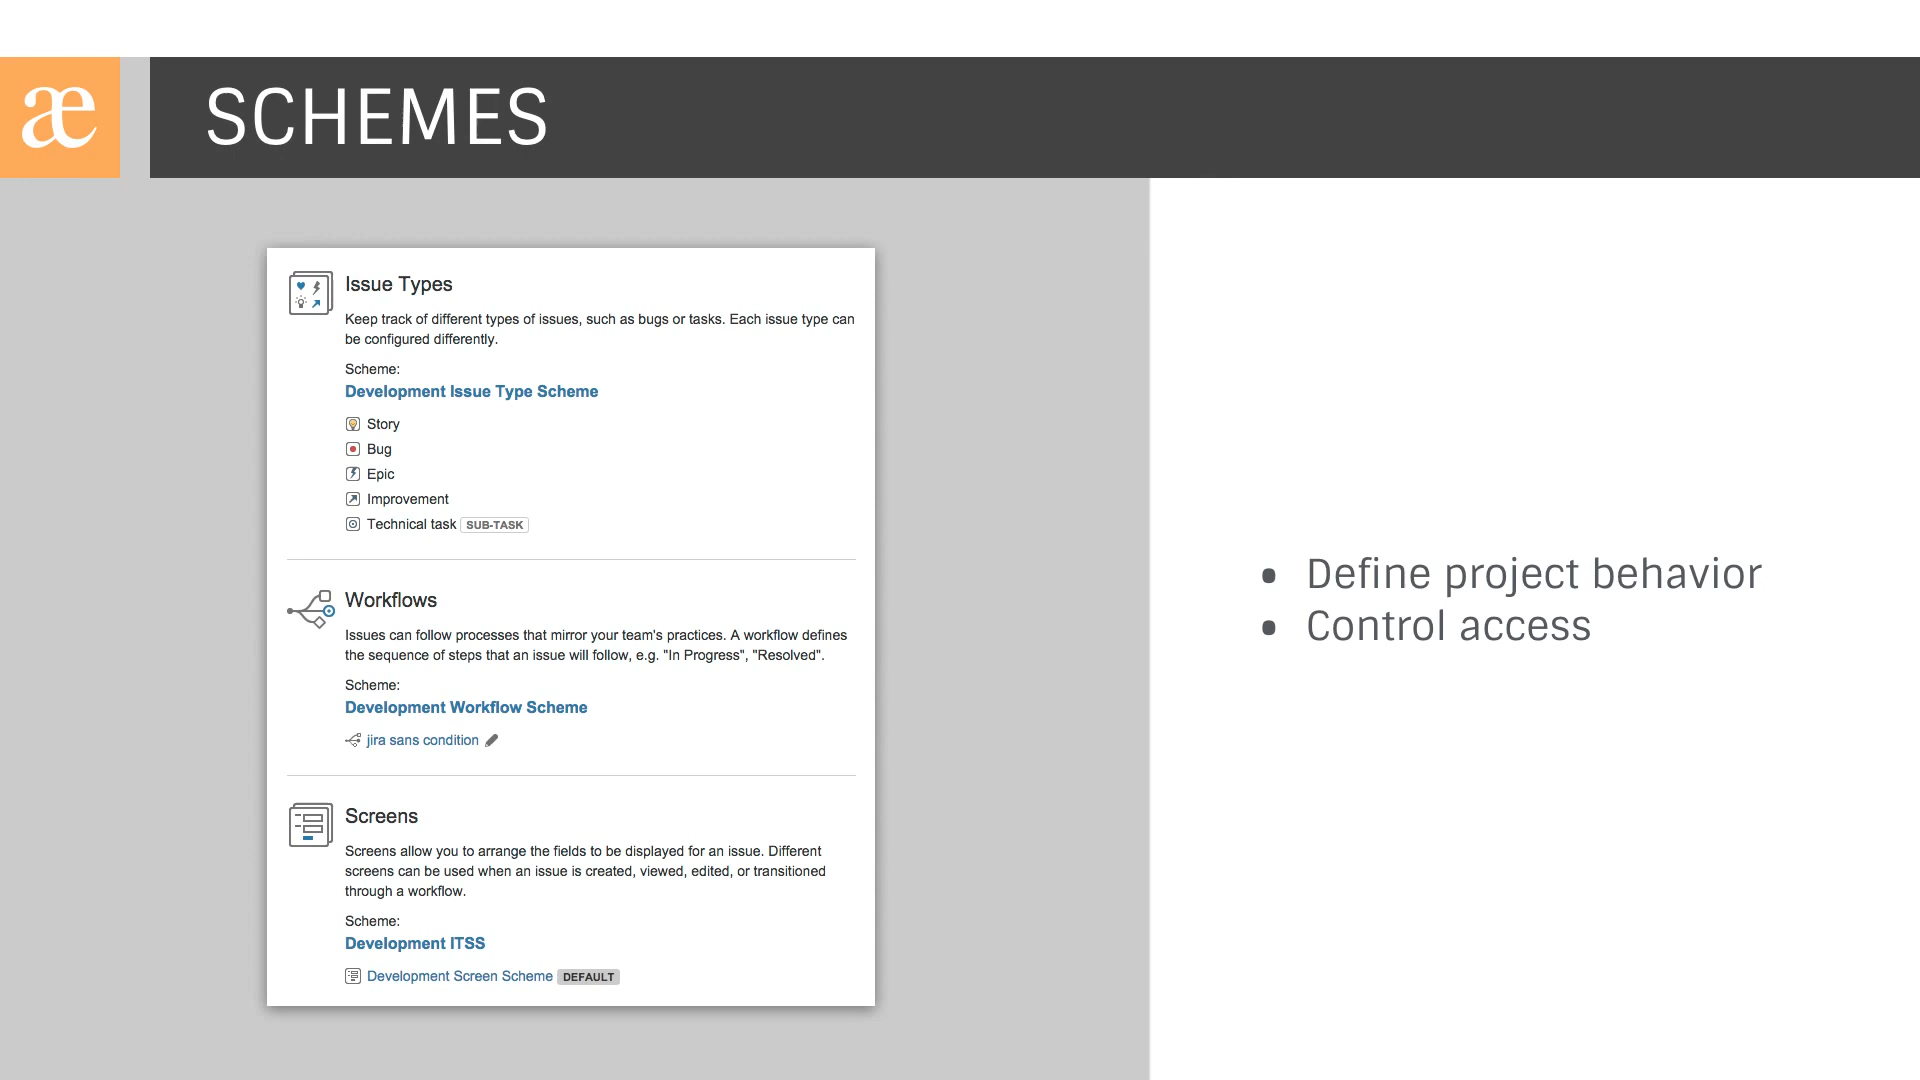 æ
SCHEMES
Issue Types
Keep track of different types of issues, such as bugs or tasks. Each issue type can
be configured differently.
Scheme:
Development Issue Type Scheme
Story
Bug
Epic
Improvement
Technical task SUB-TASK
Workflows
Issues can follow processes that mirror your team's practices. A workflow defines
the sequence of steps that an issue will follow, e.g. "In Progress", "Resolved".
Scheme:
Development Workflow Scheme
jira sans condition
Screens
Screens allow you to arrange the fields to be displayed for an issue. Different
screens can be used when an issue is created, viewed, edited, or transitioned
through a workflow.
Scheme:
Development ITSS
Development Screen Scheme DEFAULT
• Define project behavior
• Control access